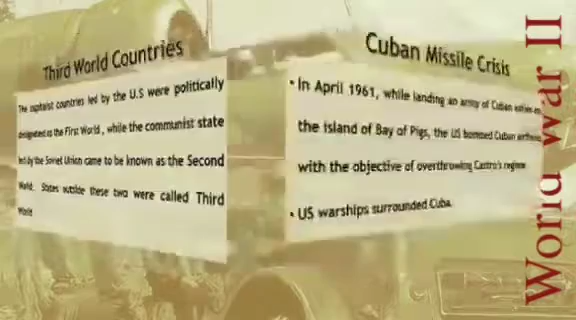 Third World Countries
The capitalist countries led by the U.S were politically
designated as the First World , while the communist state
led by the Soviet Union came to be known as the Second
World. States outside these two were called Third
World
Cuban Missile Crisis
• In April 1961, while landing an army of Cuban
the island of Bay of Pigs, the US bombed Cuban
with the objective of overthrowing Castro's regime
• US warships surrounded Cuba.
World war II